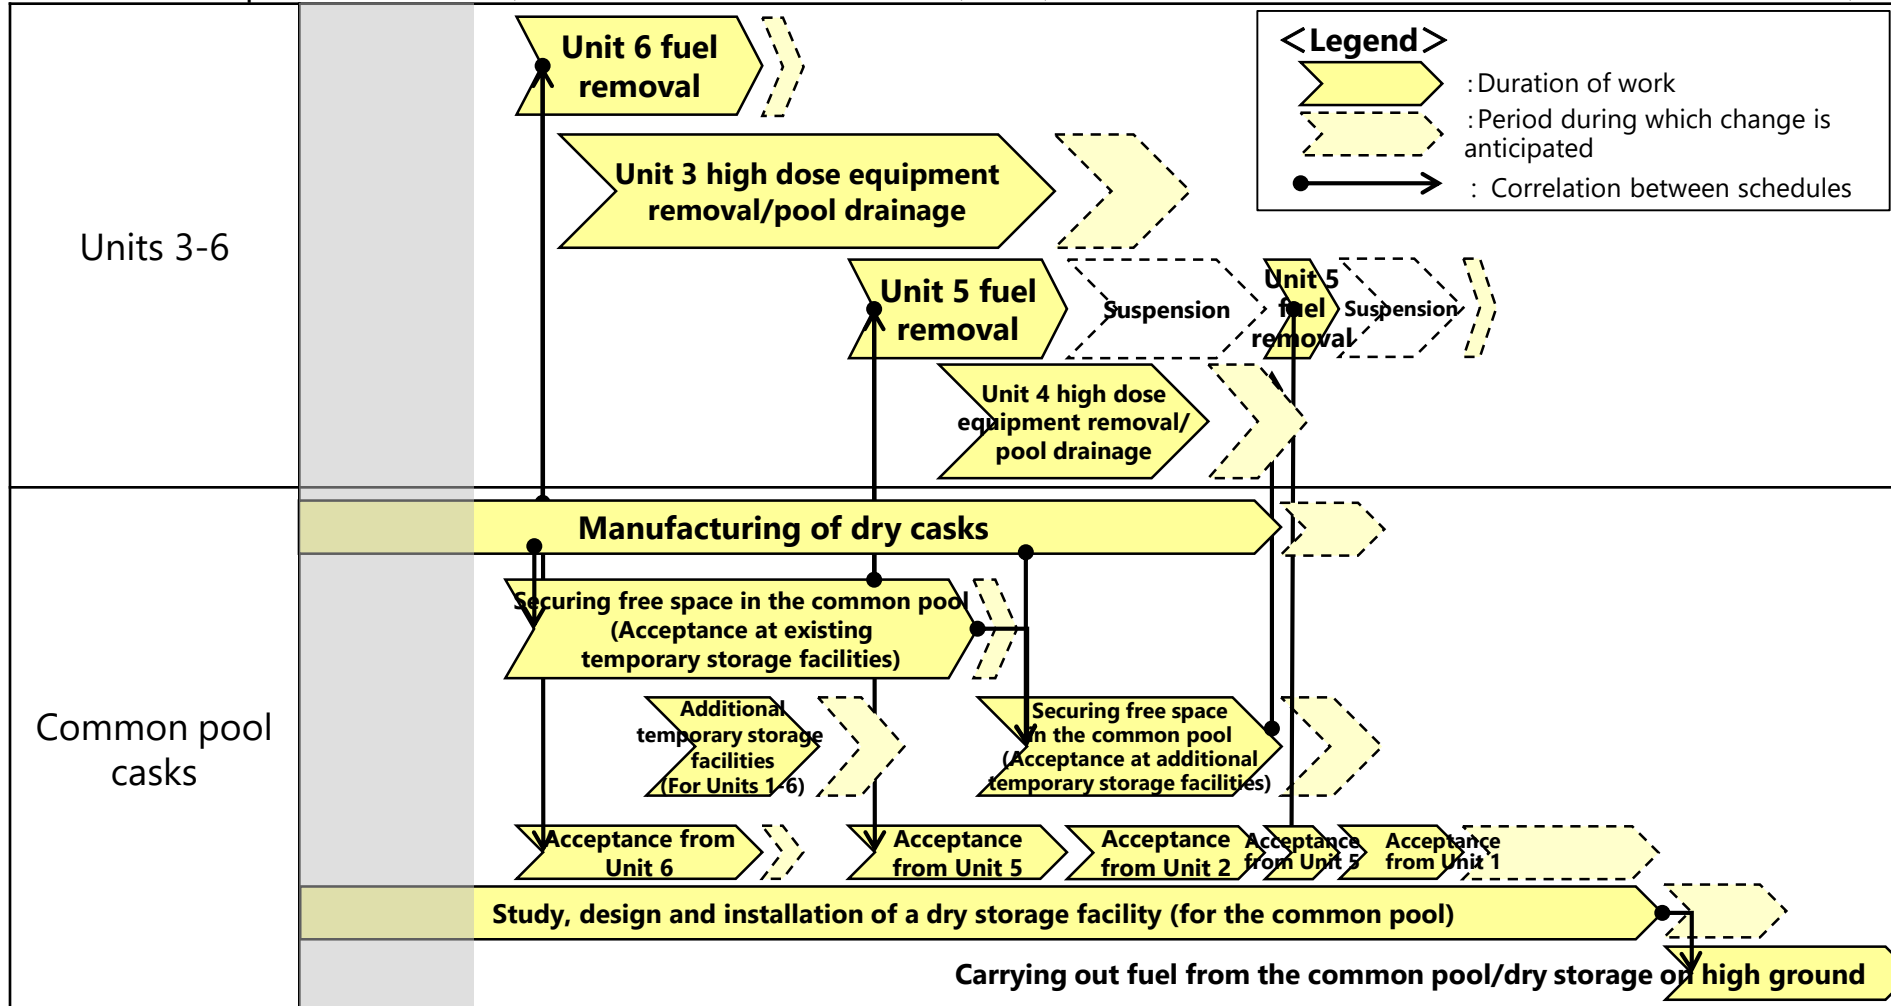 Unit 6 fuel
removal
<Legend>
:Duration of work
:Period during which change is
anticipated
: Correlation between schedules
Unit 3 high dose equipment
removal/pool drainage
Units 3-6
Unit 5 fuel
removal
Suspension
Unit 5
fuel
removal
Suspension
Unit 4 high dose
equipment removal/
pool drainage
Manufacturing of dry casks
Securing free space in the common pool
(Acceptance at existing
temporary storage facilities)
Common pool
casks
Additional
temporary storage
facilities
(For Units 1-6)
Securing free space
in the common pool
(Acceptance at additional
temporary storage facilities)
Acceptance from
Unit 6
Acceptance
from Unit 5
Acceptance
from Unit 2
Acceptance
from Unit 5
Acceptance
from Unit 1
Study, design and installation of a dry storage facility (for the common pool)
Carrying out fuel from the common pool/dry storage on high ground